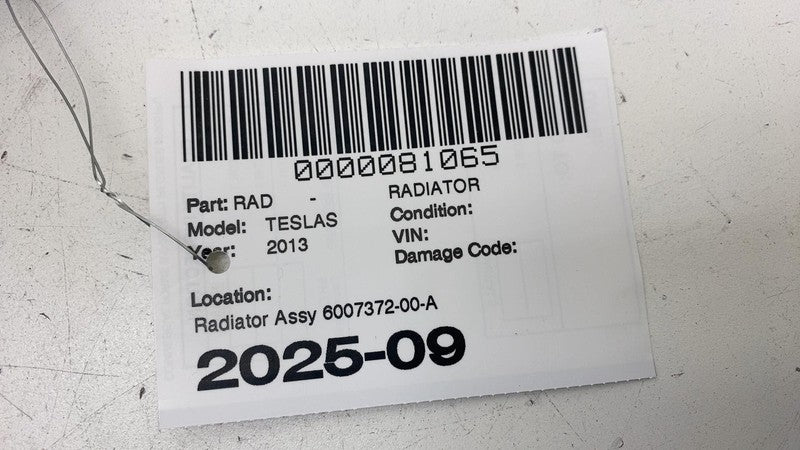 0000081065
Part: RAD - RADIATOR
Model: TESLAS Condition:
Year: 2013 VIN:
Damage Code:
Location:
Radiator Assy 6007372-00-A
2025-09